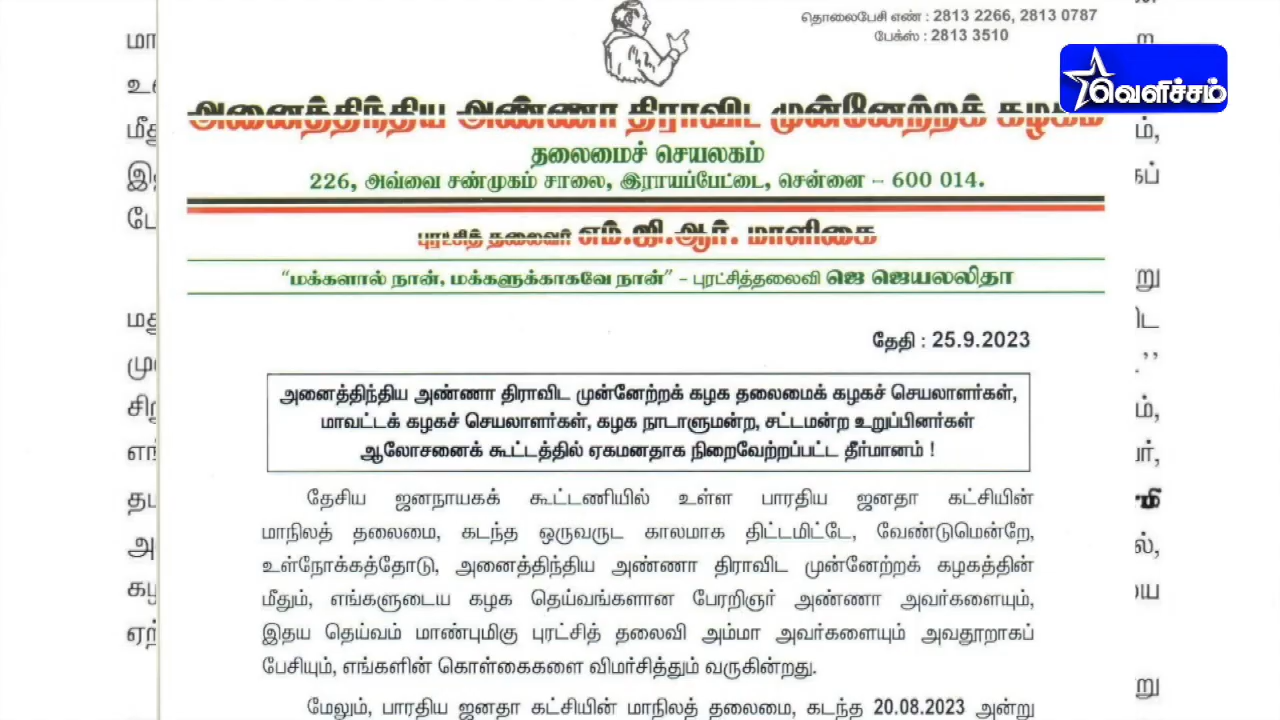 தொலைபேசி எண் : 2813 2266, 2813 0787
பேக்ஸ் : 2813 3510
வெளிச்சம்
அனைத்திந்திய அண்ணா திராவிட முன்னேற்றக் கழகம்
தலைமைச் செயலகம்
226, அவ்வை சண்முகம் சாலை, இராயப்பேட்டை, சென்னை – 600 014.
புரட்சித் தலைவர் எம்.ஜி.ஆர். மாளிகை
“மக்களால் நான், மக்களுக்காகவே நான்” – புரட்சித்தலைவி ஜெ ஜெயலலிதா
தேதி : 25.9.2023
அனைத்திந்திய அண்ணா திராவிட முன்னேற்றக் கழக தலைமைக் கழகச் செயலாளர்கள்,
மாவட்டக் கழகச் செயலாளர்கள், கழக நாடாளுமன்ற, சட்டமன்ற உறுப்பினர்கள்
ஆலோசனைக் கூட்டத்தில் ஏகமனதாக நிறைவேற்றப்பட்ட தீர்மானம் !
தேசிய ஜனநாயகக் கூட்டணியில் உள்ள பாரதிய ஜனதா கட்சியின்
மாநிலத் தலைமை, கடந்த ஒருவருட காலமாக திட்டமிட்டே, வேண்டுமென்றே,
உள்நோக்கத்தோடு, அனைத்திந்திய அண்ணா திராவிட முன்னேற்றக் கழகத்தின்
மீதும், எங்களுடைய கழக தெய்வங்களான பேரறிஞர் அண்ணா அவர்களையும்,
இதய தெய்வம் மாண்புமிகு புரட்சித் தலைவி அம்மா அவர்களையும் அவதூறாகப்
பேசியும், எங்களின் கொள்கைகளை விமர்சித்தும் வருகின்றது.
மேலும், பாரதிய ஜனதா கட்சியின் மாநிலத் தலைமை, கடந்த 20.08.2023 அன்று